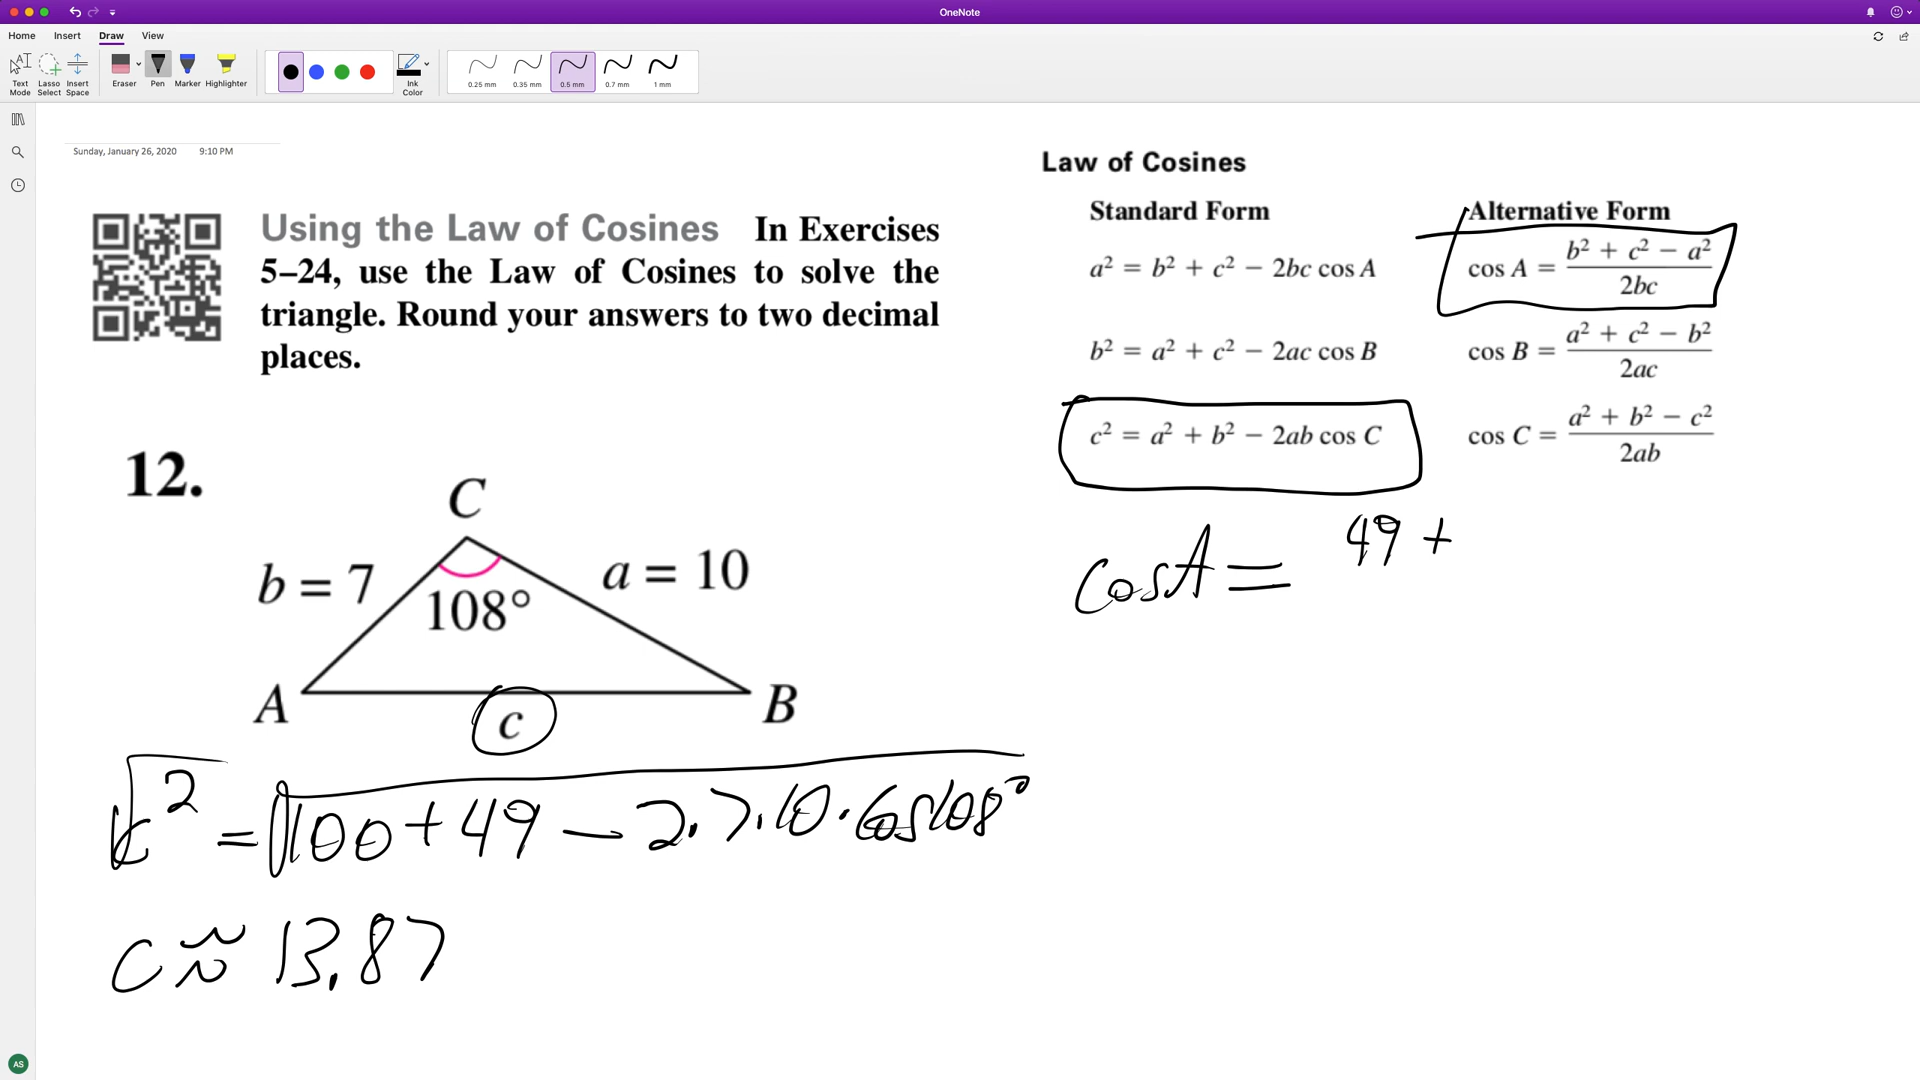 OneNote
Home Insert Draw View
Text Mode Lasso Select Insert Space Eraser Pen Marker Highlighter Ink Color 0.25 mm 0.35 mm 0.5 mm 0.7 mm 1 mm
Sunday, January 26, 2020 9:10 PM
Using the Law of Cosines In Exercises
5–24, use the Law of Cosines to solve the
triangle. Round your answers to two decimal
places.
12.
C
b = 7
a = 10
108°
A
B
c
√c² = √100 + 49 – 2.7.10.cos108°
c ≈ 13.87
Law of Cosines
Standard Form
a² = b² + c² − 2bc cos A
b² = a² + c² − 2ac cos B
c² = a² + b² − 2ab cos C
Alternative Form
cos A = b² + c² − a² / 2bc
cos B = a² + c² − b² / 2ac
cos C = a² + b² − c² / 2ab
cosA = 49 +
AS